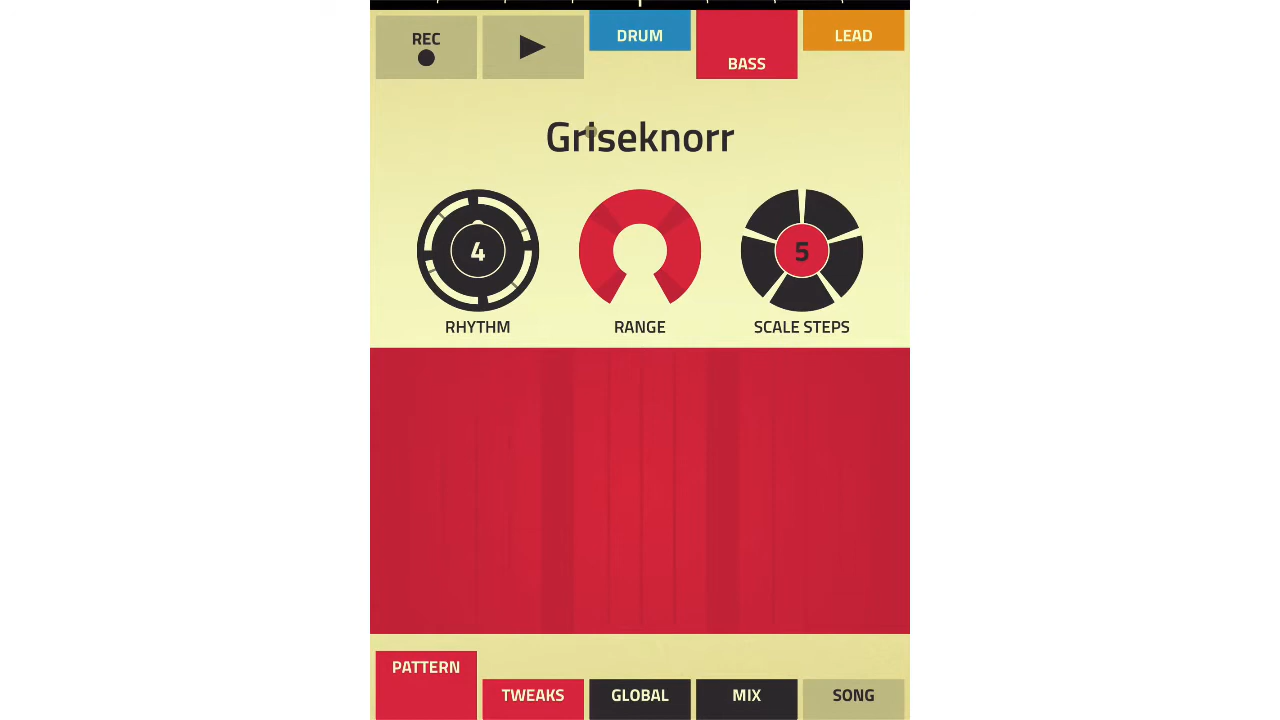 REC
DRUM
BASS
LEAD
Griseknorr
4
5
RHYTHM
RANGE
SCALE STEPS
PATTERN
TWEAKS
GLOBAL
MIX
SONG